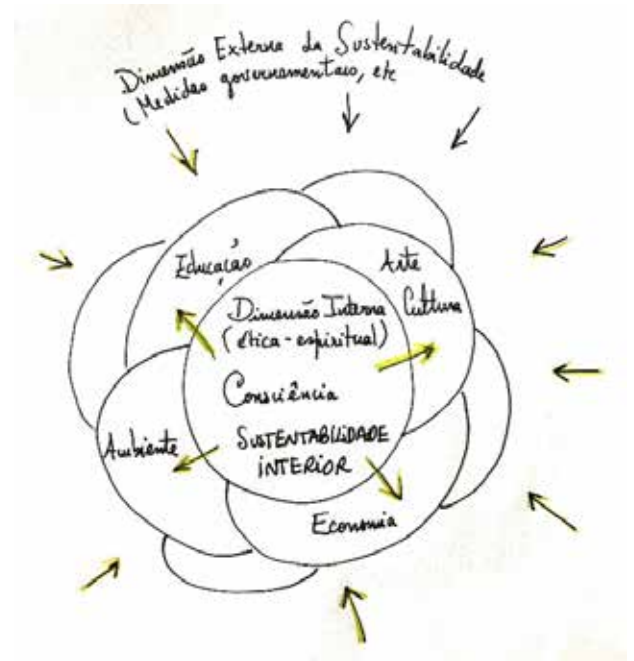 Dimensão Externa da Sustentabilidade
(Medidas governamentais, etc
Educação
Arte
Cultura
Dimensão Interna
(ética-espiritual)
Consciência
SUSTENTABILIDADE
INTERIOR
Ambiente
Economia